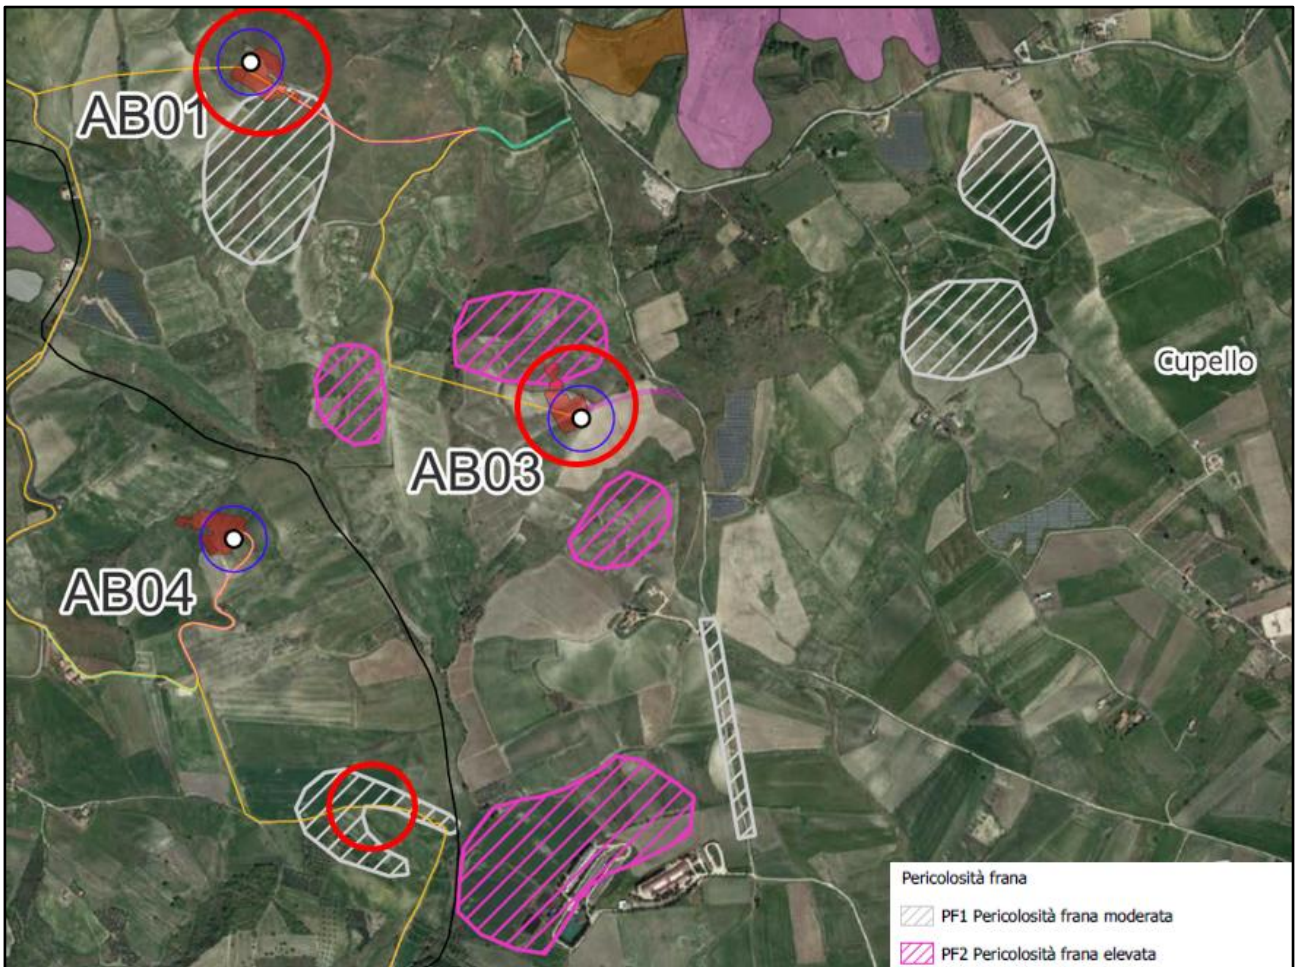 AB01
Cupello
AB03
AB04
Pericolosità frana
PF1 Pericolosità frana moderata
PF2 Pericolosità frana elevata